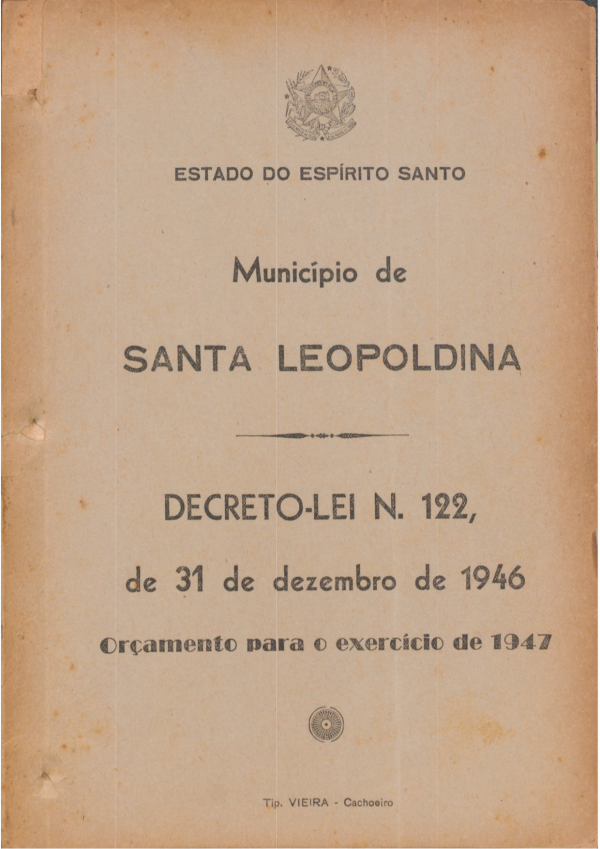 ESTADO DO ESPÍRITO SANTO
Município de
SANTA LEOPOLDINA
DECRETO-LEI N. 122,
de 31 de dezembro de 1946
Orçamento para o exercício de 1947
Tip. VIEIRA - Cachoeiro